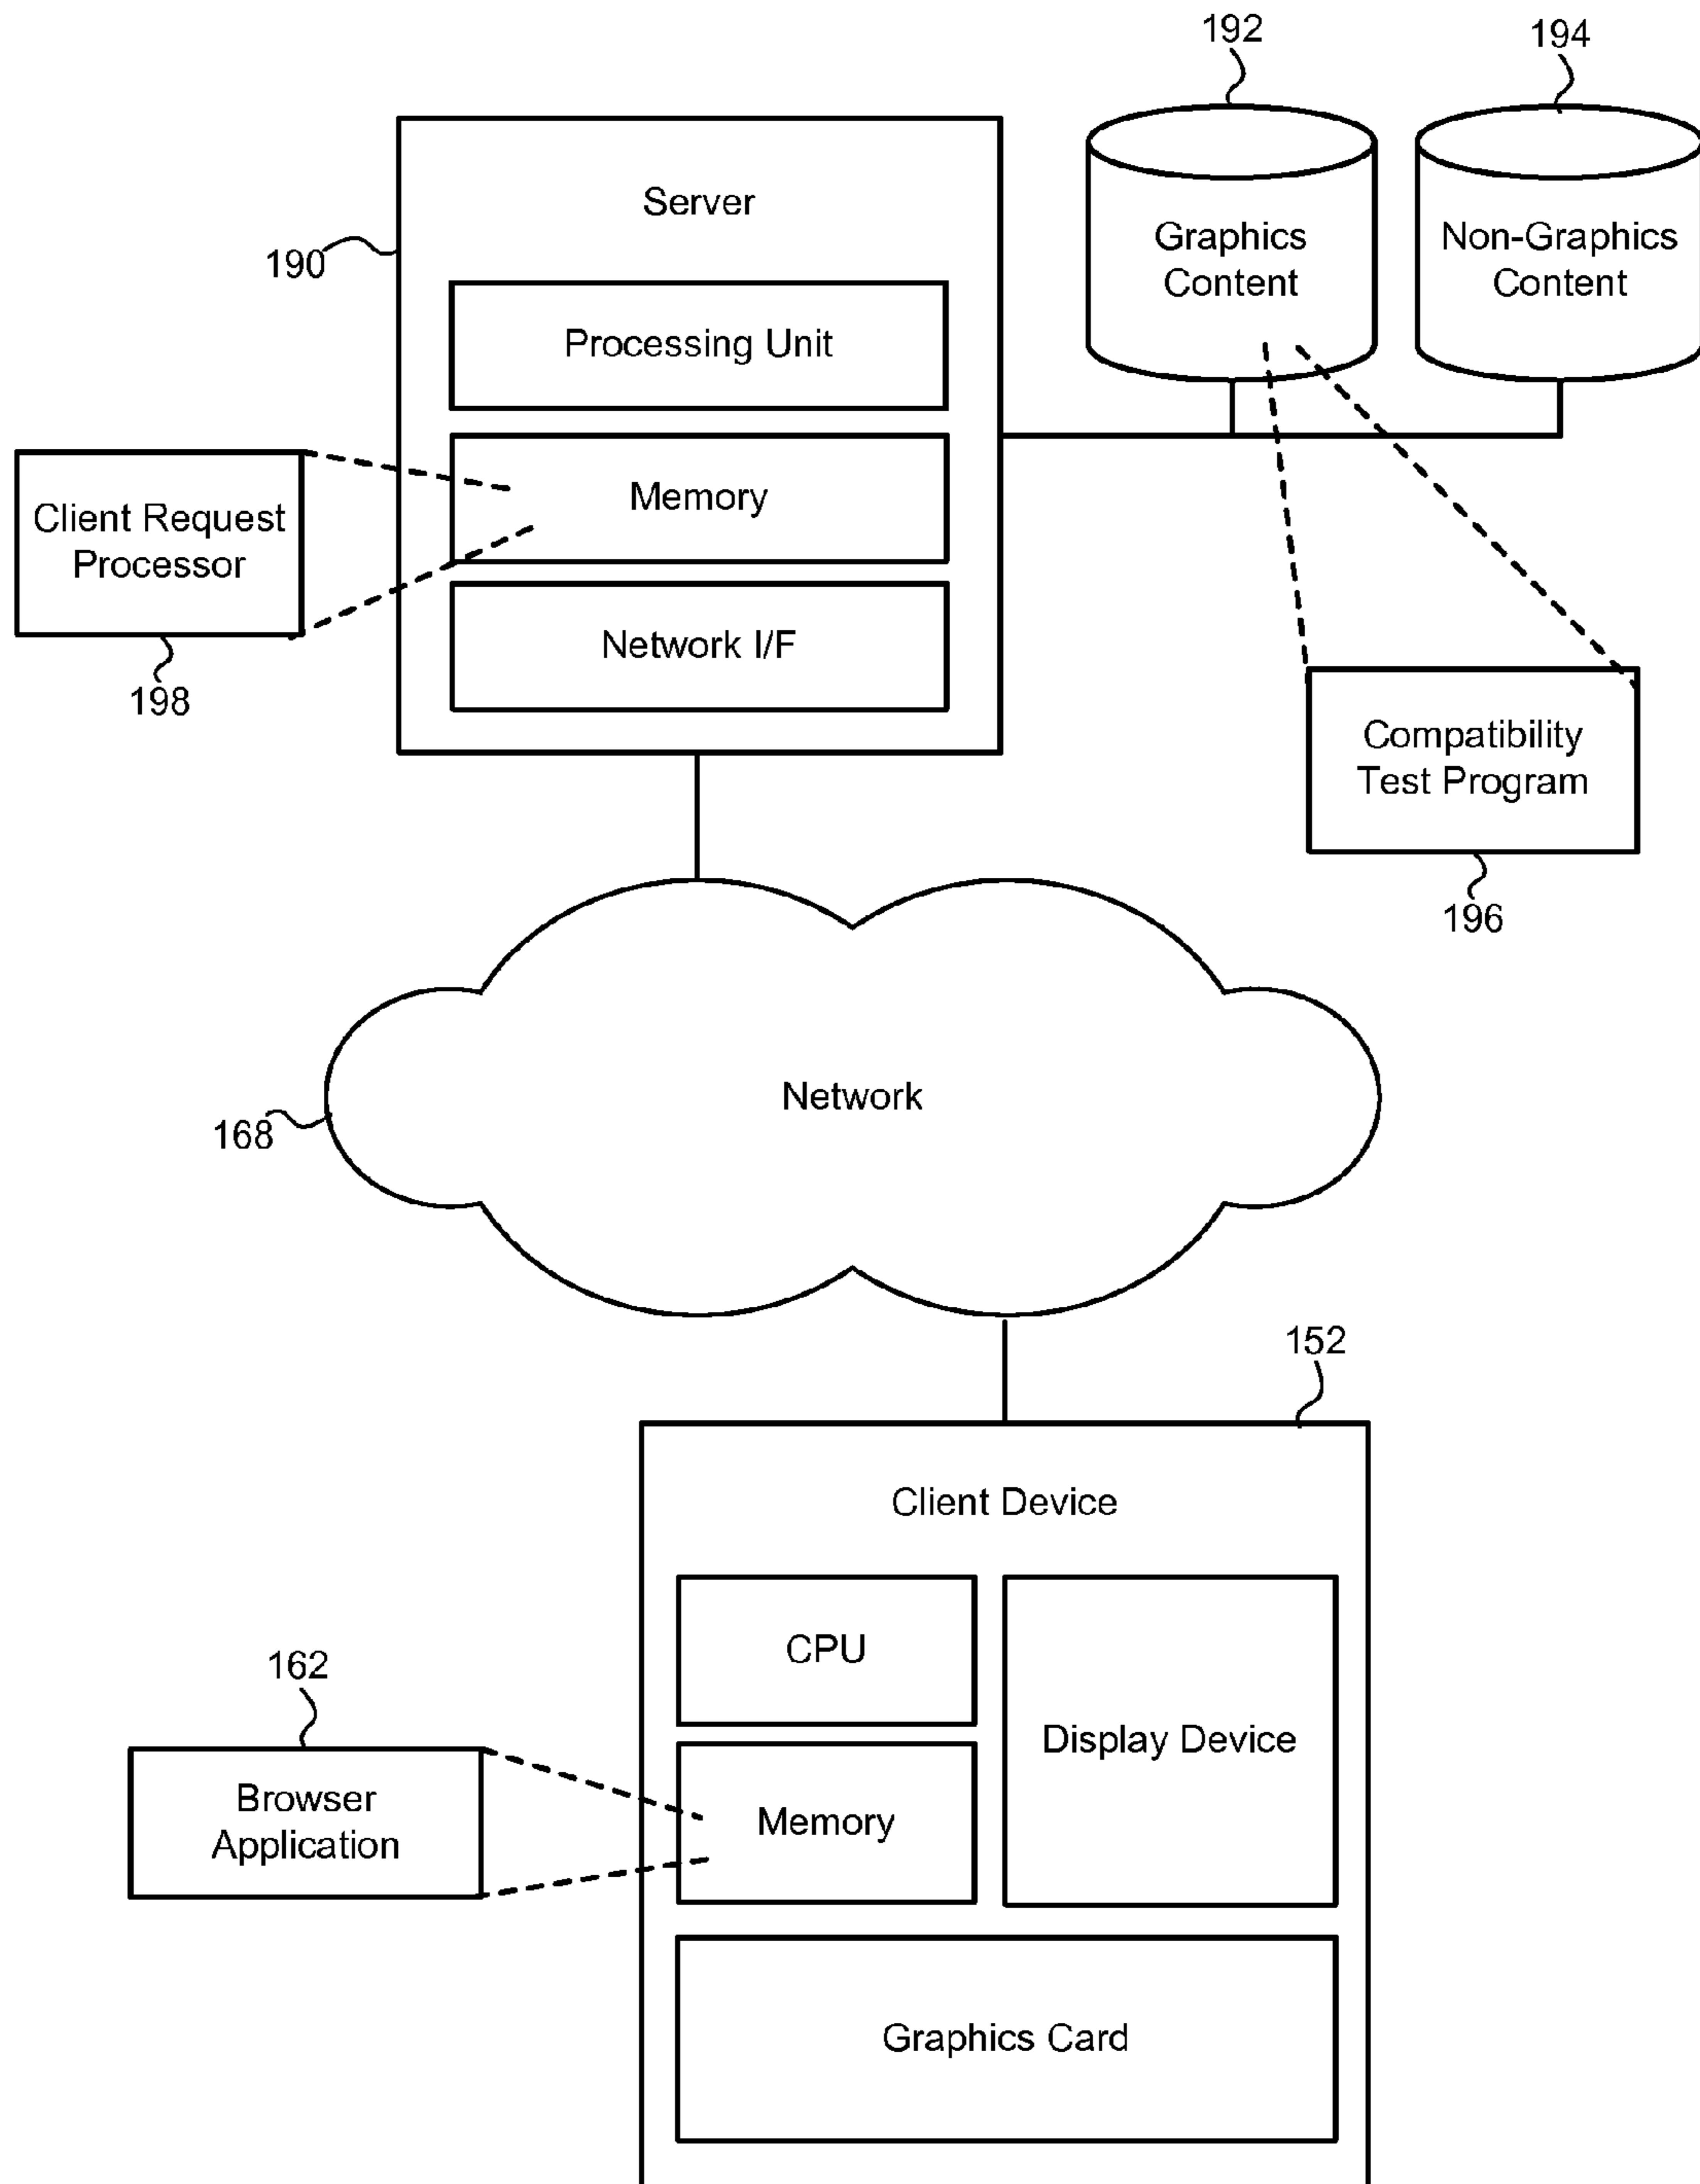 192
194
Server
190
Graphics
Content
Non-Graphics
Content
Processing Unit
Memory
Client Request
Processor
Network I/F
198
Compatibility
Test Program
196
Network
168
152
Client Device
CPU
162
Display Device
Browser
Application
Memory
Graphics Card